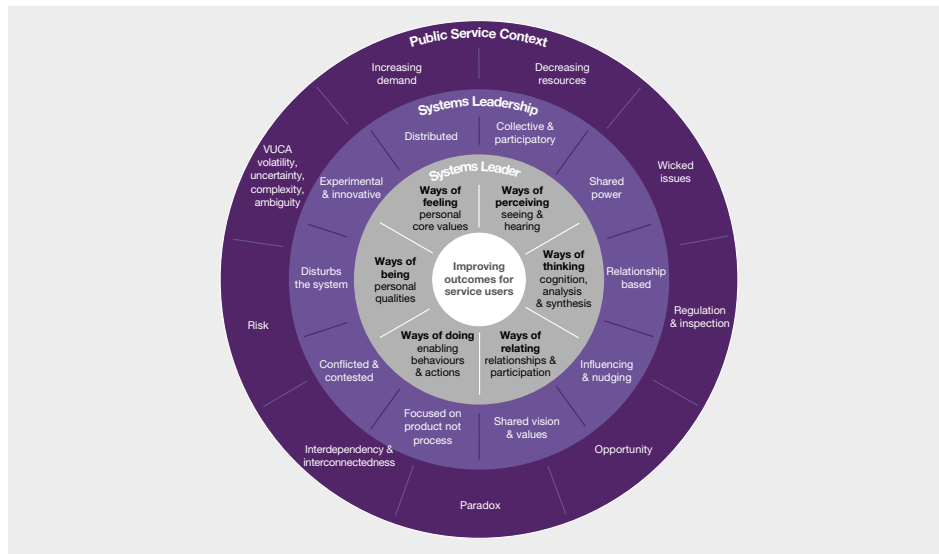 Public Service Context
Increasing
demand
Decreasing
resources
Wicked
issues
Regulation
& inspection
Opportunity
Paradox
Interdependency &
interconnectedness
Risk
VUCA
volatility,
uncertainty,
complexity,
ambiguity
Systems Leadership
Distributed
Collective &
participatory
Shared
power
Relationship
based
Influencing
& nudging
Shared vision
& values
Focused on
product not
process
Conflicted &
contested
Disturbs
the system
Experimental
& innovative
Systems Leader
Ways of
feeling
personal
core values
Ways of
perceiving
seeing &
hearing
Ways of
thinking
cognition,
analysis
& synthesis
Ways of
relating
relationships &
participation
Ways of doing
enabling
behaviours
& actions
Ways of
being
personal
qualities
Improving
outcomes for
service users